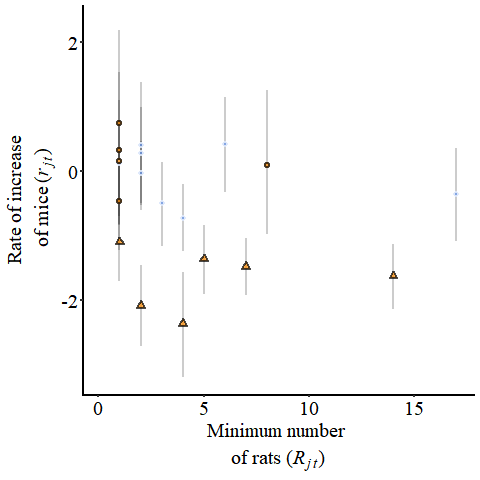 2
0
-2
Rate of increase
of mice (r_jt)
0 5 10 15
Minimum number
of rats (R_jt)